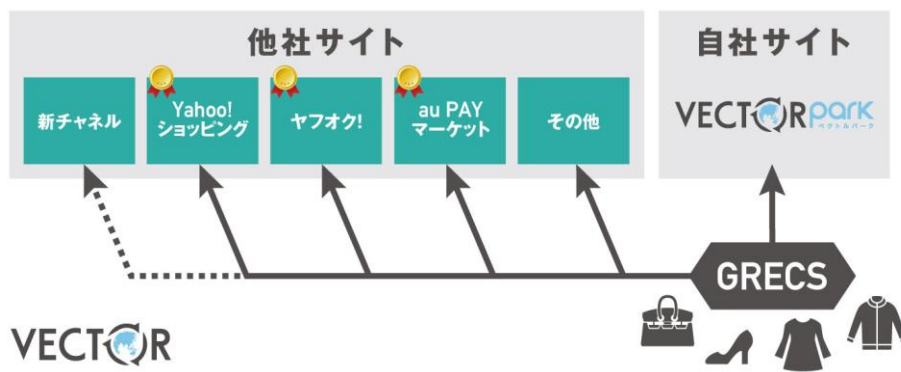 他社サイト
自社サイト
新チャネル
Yahoo!
ショッピング
ヤフオク!
au PAY
マーケット
その他
VECTOR park
ベクトルパーク
GRECS
VECTOR